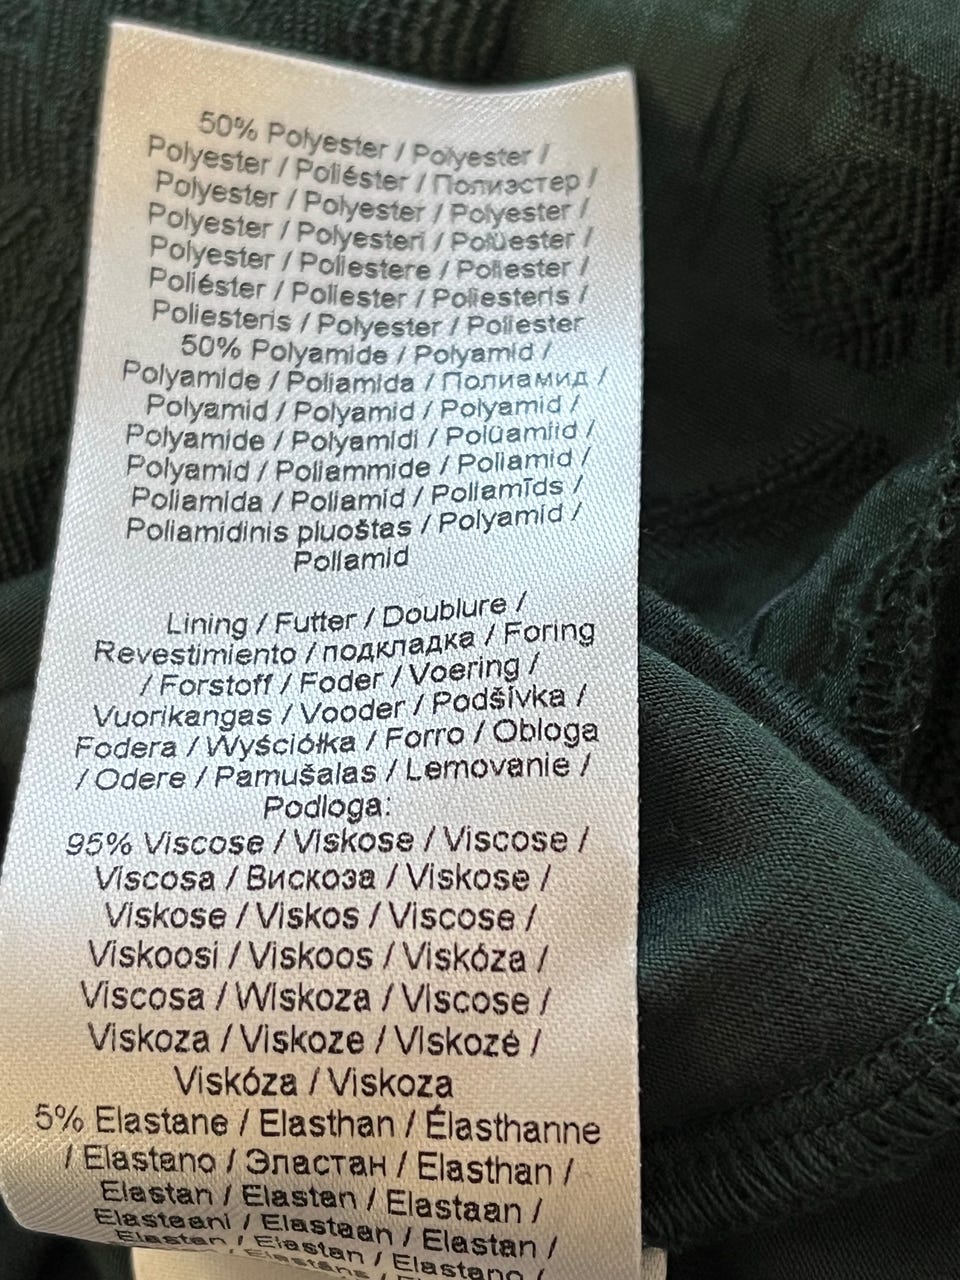 50% Polyester / Polyester /
Polyester / Poliéster / Полиэстер /
Polyester / Polyester / Polyester /
Polyester / Polyesteri / Polüester /
Polyester / Poliestere / Poliester /
Poliéster / Poliester / Poliesteris /
Poliesteris / Polyester / Poliester
50% Polyamide / Polyamid /
Polyamide / Poliamida / Полиамид /
Polyamid / Polyamid / Polyamid /
Polyamide / Polyamidi / Polüamiid /
Polyamid / Poliammide / Poliamid /
Poliamida / Poliamid / Poliamīds /
Poliamidinis pluoštas / Polyamid /
Poliamid
Lining / Futter / Doublure /
Revestimiento / подкладка / Foring
/ Forstoff / Foder / Voering /
Vuorikangas / Vooder / Podšívka /
Fodera / Wyściółka / Forro / Obloga
/ Odere / Pamušalas / Lemovanie /
Podloga:
95% Viscose / Viskose / Viscose /
Viscosa / Вискоза / Viskose /
Viskose / Viskos / Viscose /
Viskoosi / Viskoos / Viskóza /
Viscosa / Wiskoza / Viscose /
Viskoza / Viskoze / Viskozė /
Viskóza / Viskoza
5% Elastane / Elasthan / Élasthanne
/ Elastano / Эластан / Elasthan /
Elastan / Elastan / Elastaan /
Elastaani / Elastaan / Elastan /
Elastan / Elastan / Elastano /
/ Elastāns /